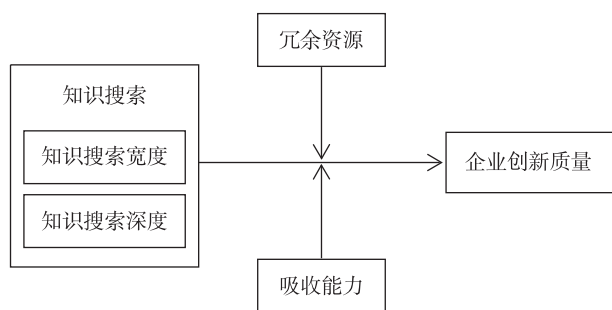 冗余资源
知识搜索
知识搜索宽度
企业创新质量
知识搜索深度
吸收能力